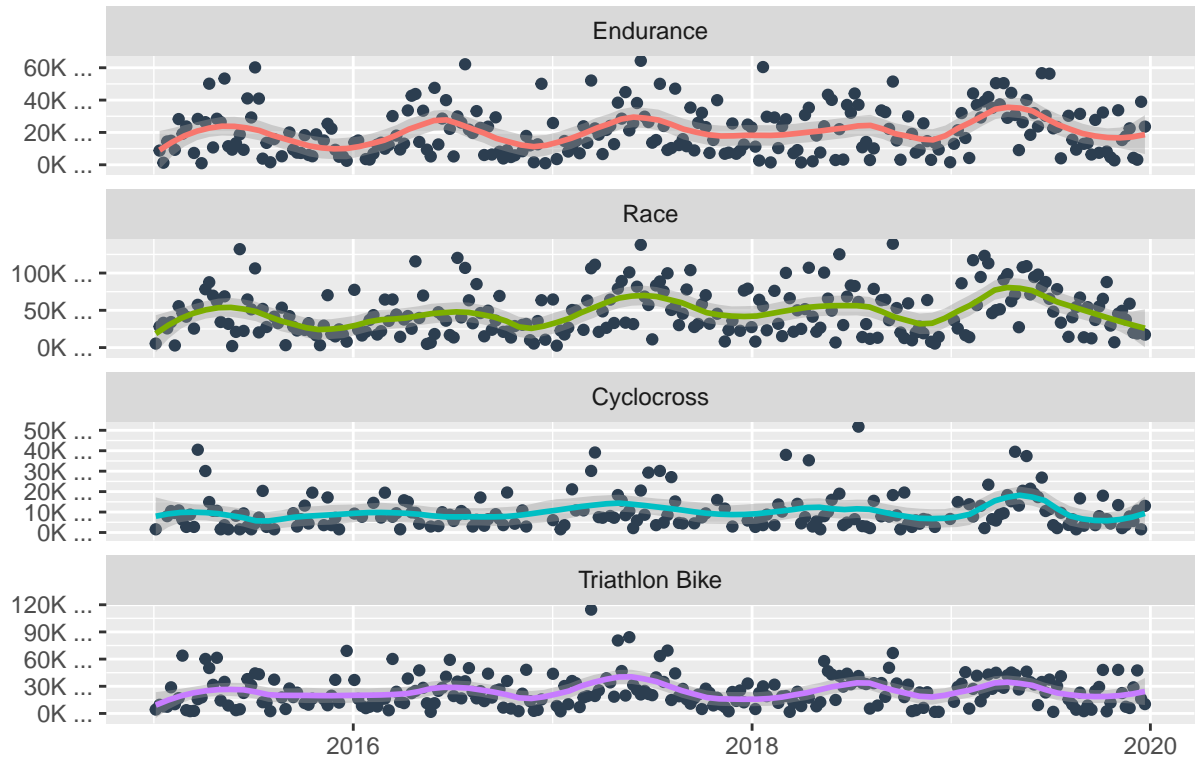 Endurance
60K ...
40K ...
20K ...
0K ...
Race
100K ...
50K ...
0K ...
Cyclocross
50K ...
40K ...
30K ...
20K ...
10K ...
0K ...
Triathlon Bike
120K ...
90K ...
60K ...
30K ...
0K ...
2016 2018 2020